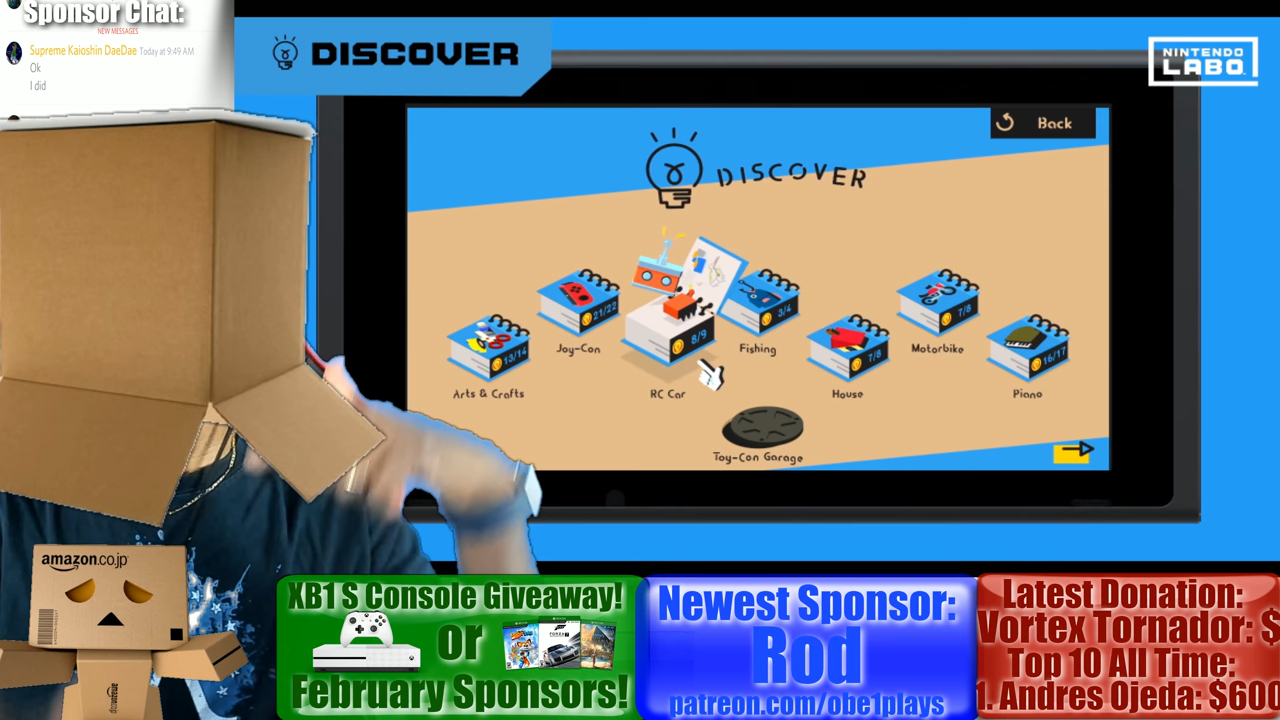 Sponsor Chat:
NEW MESSAGES
Supreme Kaioshin DaeDae Today at 9:49 AM
Ok
I did
DISCOVER
NINTENDO
LABO
Back
DISCOVER
21/22
Joy-Con
13/14
Arts & Crafts
8/9
RC Car
3/4
Fishing
7/8
House
7/8
Motorbike
16/17
Piano
Toy-Con Garage
amazon.co.jp
XB1 S Console Giveaway!
or
February Sponsors!
Newest Sponsor:
Rod
patreon.com/obe1plays
Latest Donation:
Vortex Tornador: $
Top 10 All Time:
1. Andres Ojeda: $600